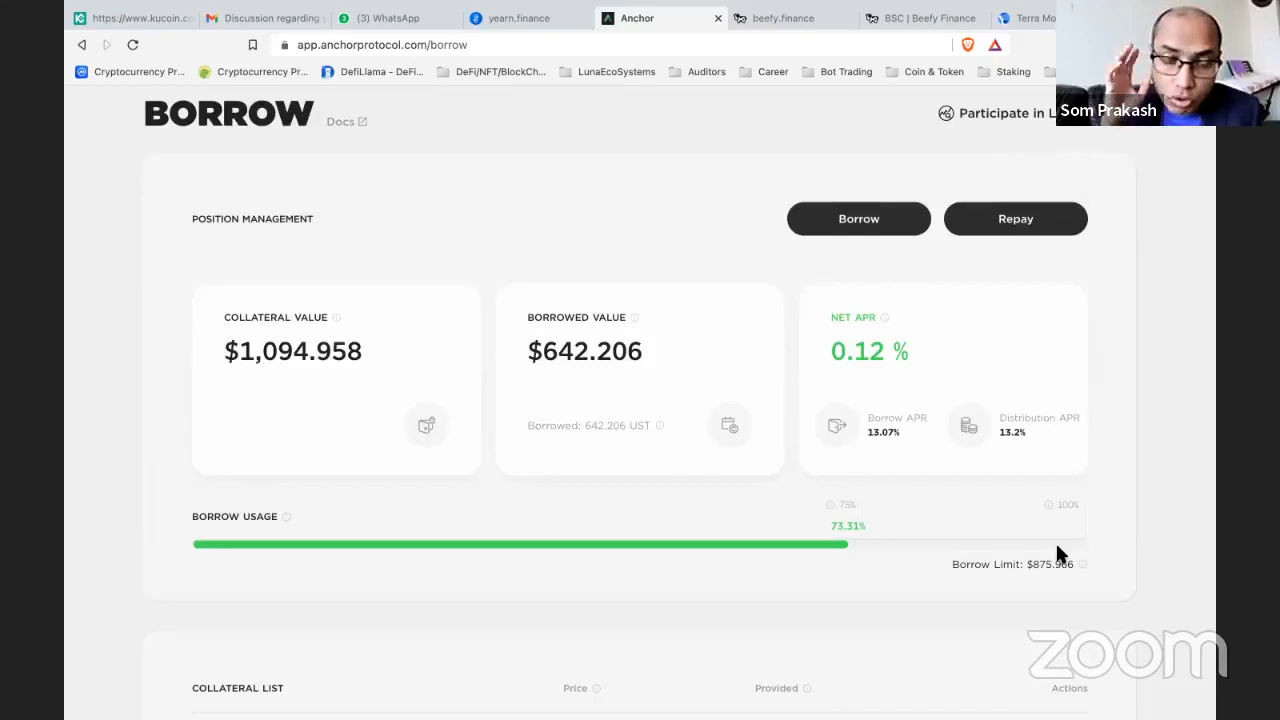 https://www.kucoin.co
Discussion regarding
(3) WhatsApp
yearn.finance
Anchor
beefy.finance
BSC | Beefy Finance
Terra Mo
app.anchorprotocol.com/borrow
Cryptocurrency Pr...
Cryptocurrency Pr...
DefiLlama - DeFi...
DeFi/NFT/BlockCh...
LunaEcoSystems
Auditors
Career
Bot Trading
Coin & Token
Staking
Som Prakash
BORROW
Docs
Participate in L
POSITION MANAGEMENT
Borrow
Repay
COLLATERAL VALUE
$1,094.958
BORROWED VALUE
$642.206
Borrowed: 642.206 UST
NET APR
0.12 %
Borrow APR
13.07%
Distribution APR
13.2%
BORROW USAGE
75%
100%
73.31%
Borrow Limit:
zoom
COLLATERAL LIST
Price
Provided
Actions